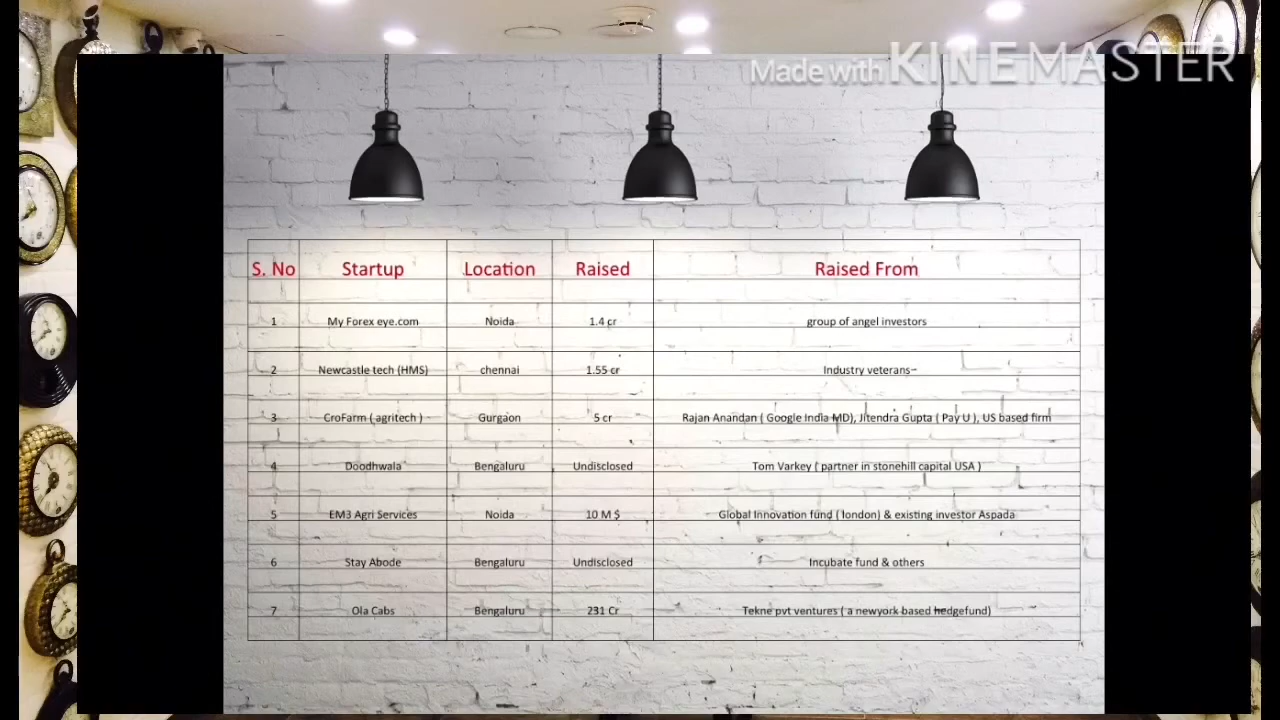 Made with KINEMASTER
S. No Startup Location Raised Raised From
1 My Forex eye.com Noida 1.4 cr group of angel investors
2 Newcastle tech (HMS) chennai 1.55 cr Industry veterans
3 CroFarm ( agritech ) Gurgaon 5 cr Rajan Anandan ( Google India MD), Jitendra Gupta ( Pay U ), US based firm
4 Doodhwala Bengaluru Undisclosed Tom Varkey ( partner in stonehill capital USA )
5 EM3 Agri Services Noida 10 M $ Global Innovation fund ( london) & existing investor Aspada
6 Stay Abode Bengaluru Undisclosed Incubate fund & others
7 Ola Cabs Bengaluru 231 Cr Tekne pvt ventures ( a newyork based hedgefund)